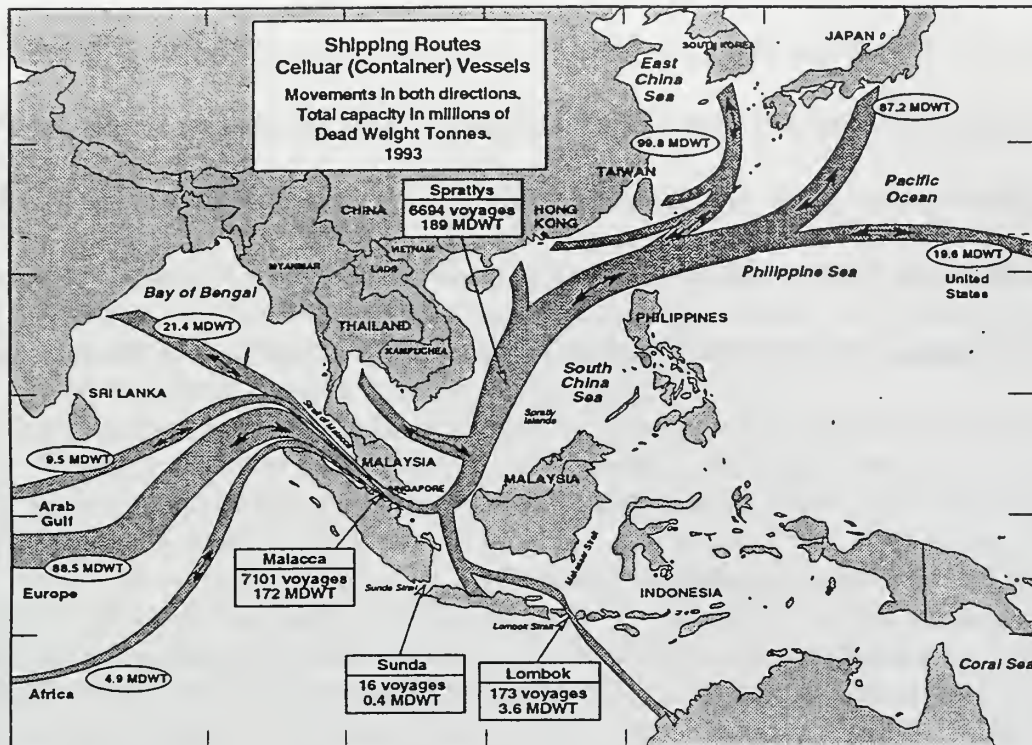 Shipping Routes
Celluar (Container) Vessels
Movements in both directions.
Total capacity in millions of
Dead Weight Tonnes.
1993
SOUTH KOREA
JAPAN
East
China
Sea
99.8 MDWT
87.2 MDWT
TAIWAN
Pacific
Ocean
Spratlys
6694 voyages
189 MDWT
CHINA
HONG
KONG
VIETNAM
LAOS
MYANMAR
19.6 MDWT
United
States
Philippine Sea
Bay of Bengal
21.4 MDWT
THAILAND
KAMPUCHEA
PHILIPPINES
SRI LANKA
South
China
Sea
Spratly
Islands
Strait of Malacca
9.5 MDWT
Arab
Gulf
MALAYSIA
SINGAPORE
MALAYSIA
88.5 MDWT
Europe
Malacca
7101 voyages
172 MDWT
Makassar Strait
Sunda Strait
INDONESIA
Lombok Strait
4.9 MDWT
Africa
Sunda
16 voyages
0.4 MDWT
Lombok
173 voyages
3.6 MDWT
Coral Sea